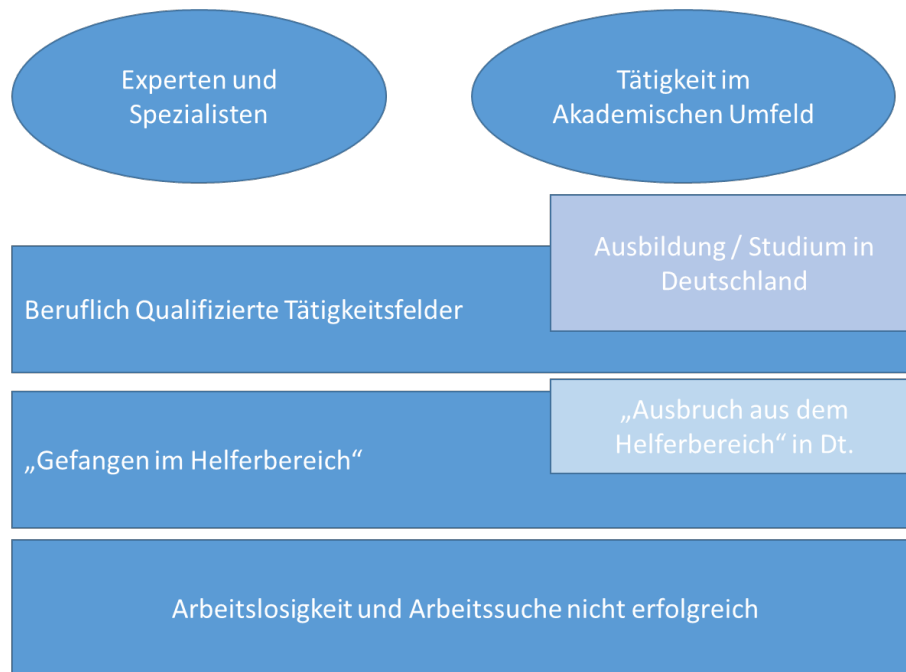 Experten und
Spezialisten
Tätigkeit im
Akademischen Umfeld
Ausbildung / Studium in
Deutschland
Beruflich Qualifizierte Tätigkeitsfelder
„Ausbruch aus dem
Helferbereich“ in Dt.
„Gefangen im Helferbereich“
Arbeitslosigkeit und Arbeitssuche nicht erfolgreich